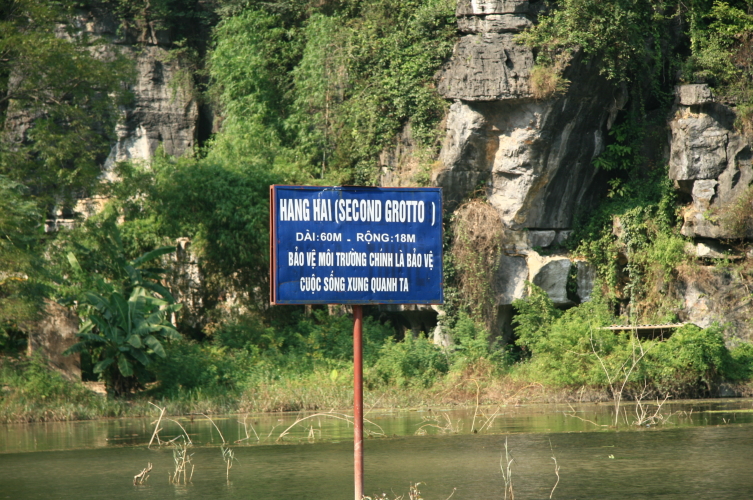 HANG HAI (SECOND GROTTO )
DÀI:60M - RỘNG:18M
BẢO VỆ MÔI TRƯỜNG CHÍNH LÀ BẢO VỆ
CUỘC SỐNG XUNG QUANH TA